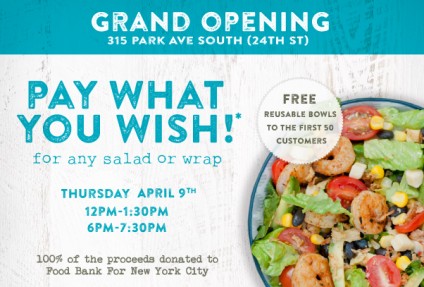 GRAND OPENING
315 PARK AVE SOUTH (24TH ST)
PAY WHAT
YOU WISH!*
for any salad or wrap
FREE
REUSABLE BOWLS
TO THE FIRST 50
CUSTOMERS
THURSDAY APRIL 9TH
12PM-1:30PM
6PM-7:30PM
100% of the proceeds donated to
Food Bank For New York City